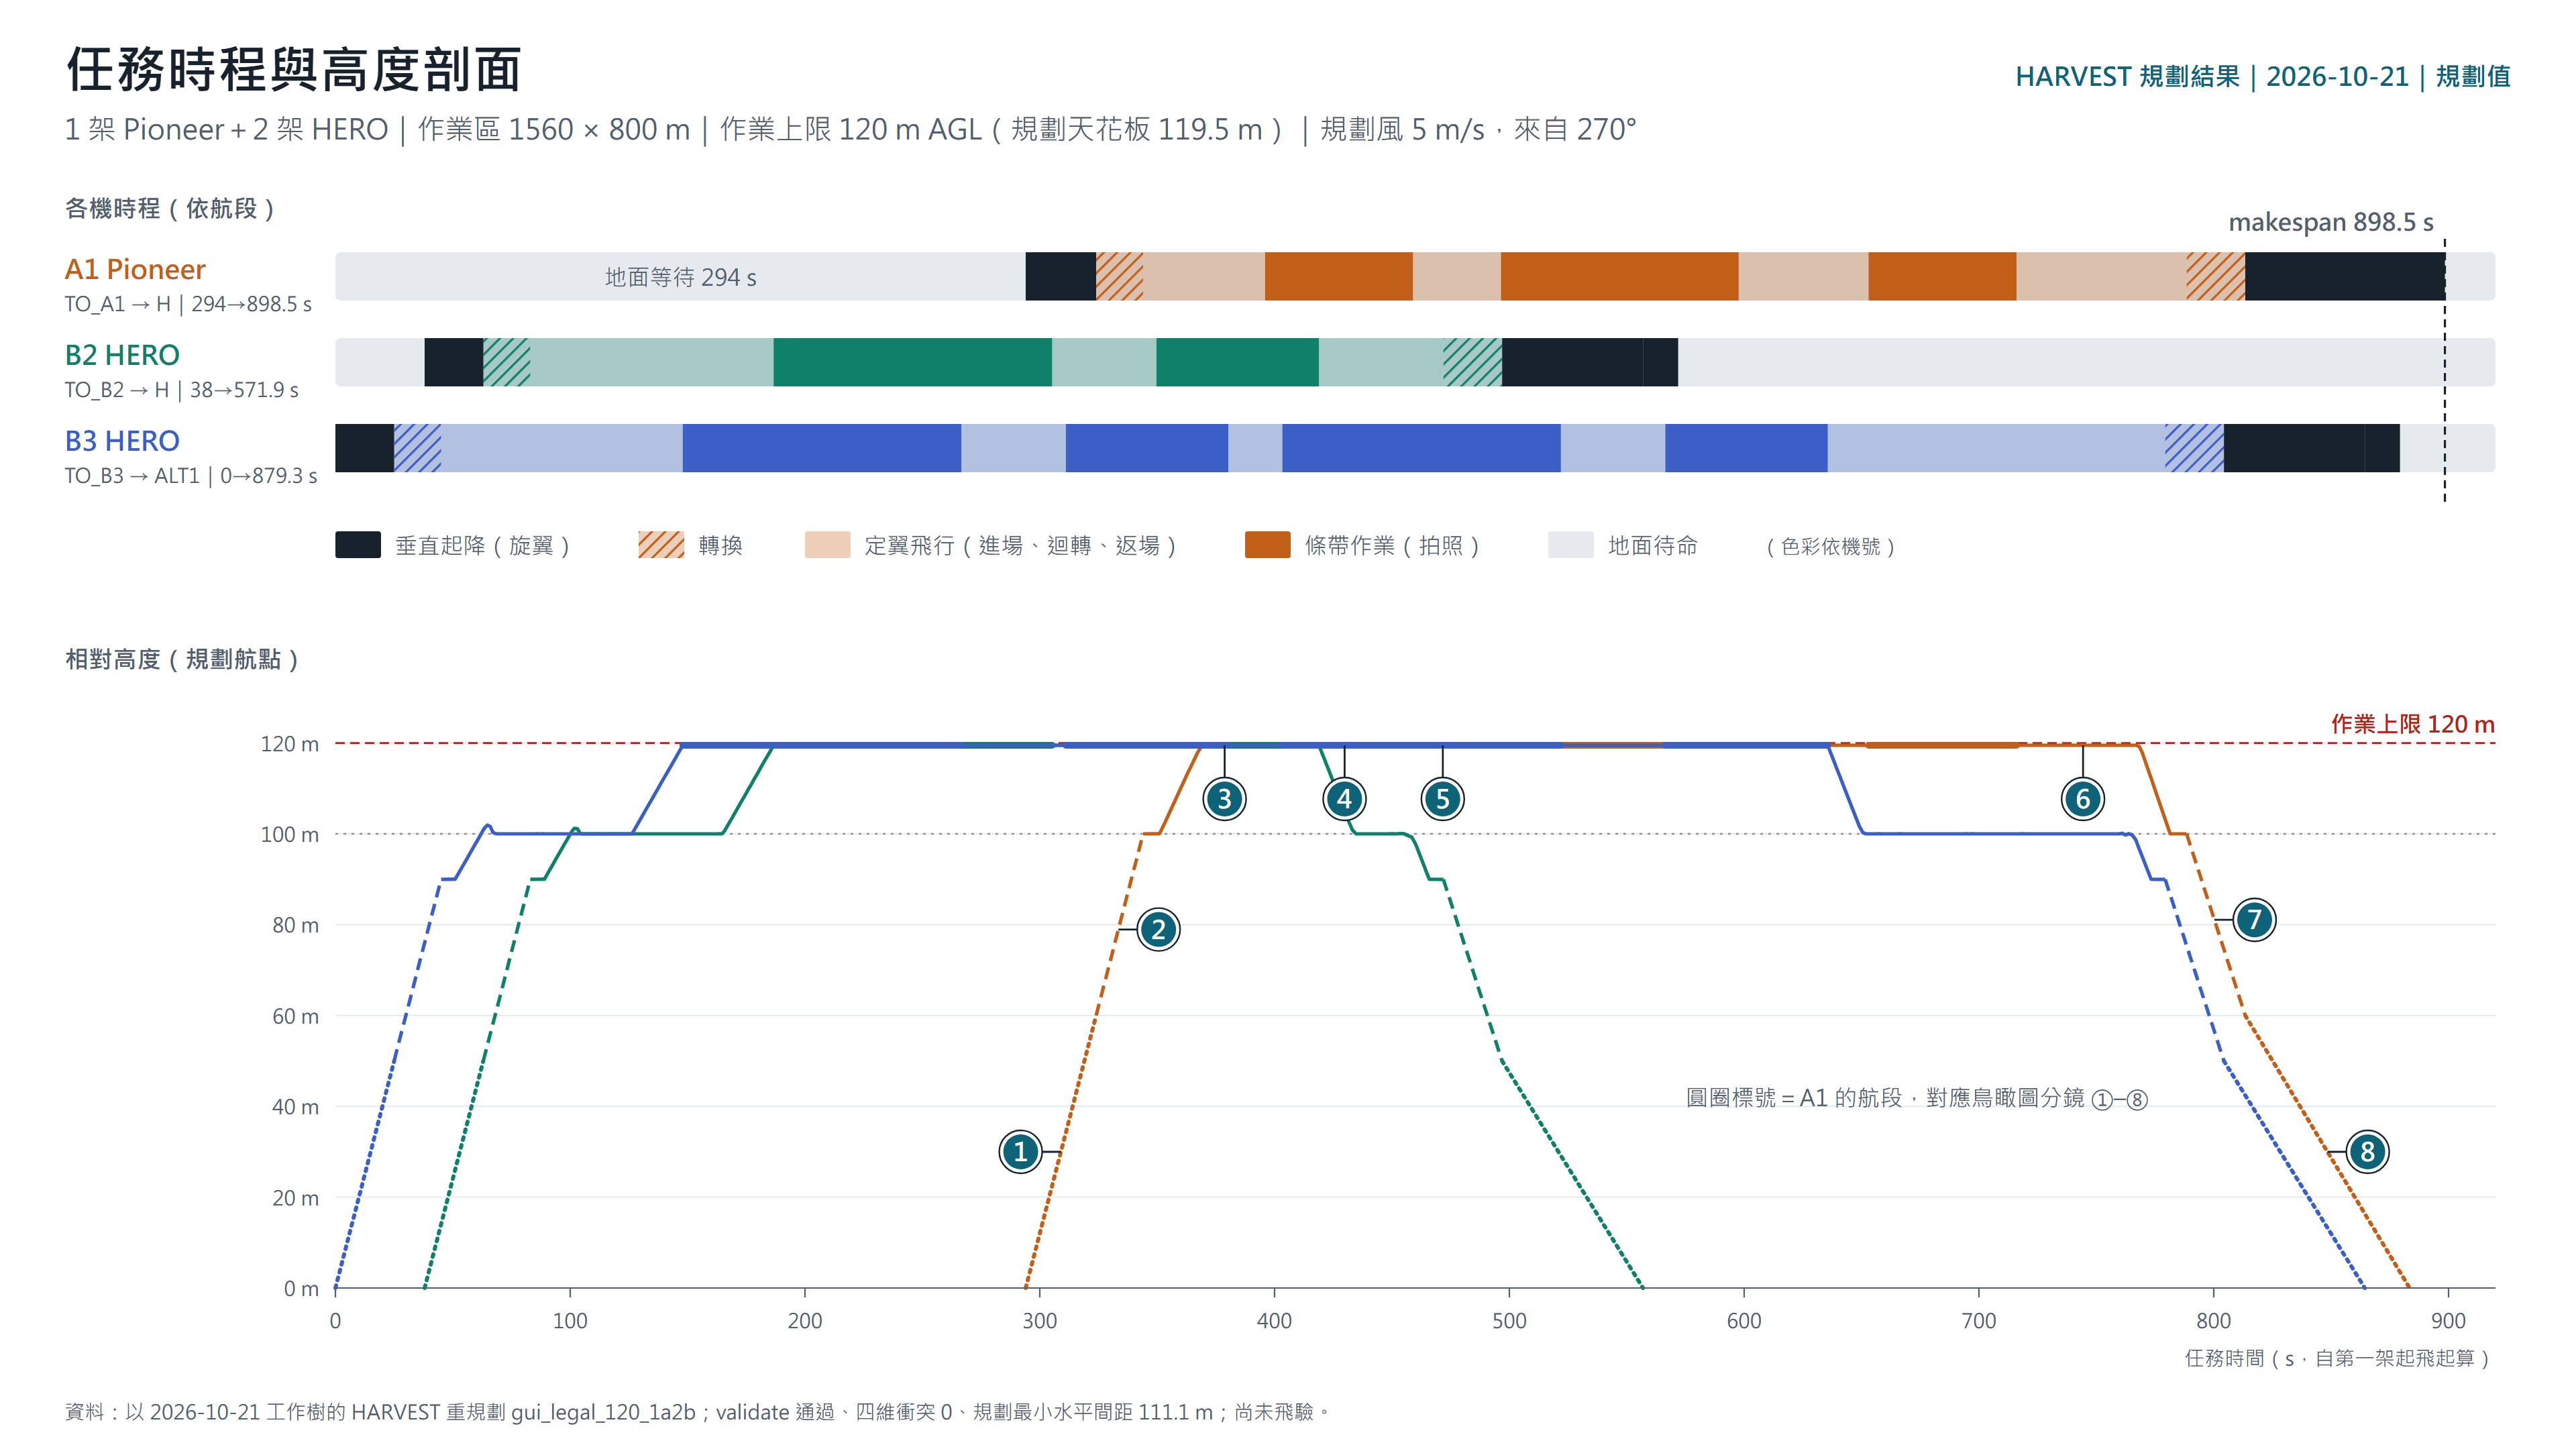 任務時程與高度剖面
HARVEST 規劃結果｜2026-10-21｜規劃值
1 架 Pioneer + 2 架 HERO｜作業區 1560 × 800 m｜作業上限 120 m AGL（規劃天花板 119.5 m）｜規劃風 5 m/s，來自 270°
各機時程（依航段）
makespan 898.5 s
A1 Pioneer
TO_A1 → H｜294→898.5 s
地面等待 294 s
B2 HERO
TO_B2 → H｜38→571.9 s
B3 HERO
TO_B3 → ALT1｜0→879.3 s
垂直起降（旋翼）
轉換
定翼飛行（進場、迴轉、返場）
條帶作業（拍照）
地面待命
（色彩依機號）
相對高度（規劃航點）
作業上限 120 m
120 m
100 m
80 m
60 m
40 m
20 m
0 m
3
4
5
6
2
7
圓圈標號 = A1 的航段，對應鳥瞰圖分鏡 ①–⑧
1
8
0
100
200
300
400
500
600
700
800
900
任務時間（s，自第一架起飛起算）
資料：以 2026-10-21 工作樹的 HARVEST 重規劃 gui_legal_120_1a2b；validate 通過、四維衝突 0、規劃最小水平間距 111.1 m；尚未飛驗。